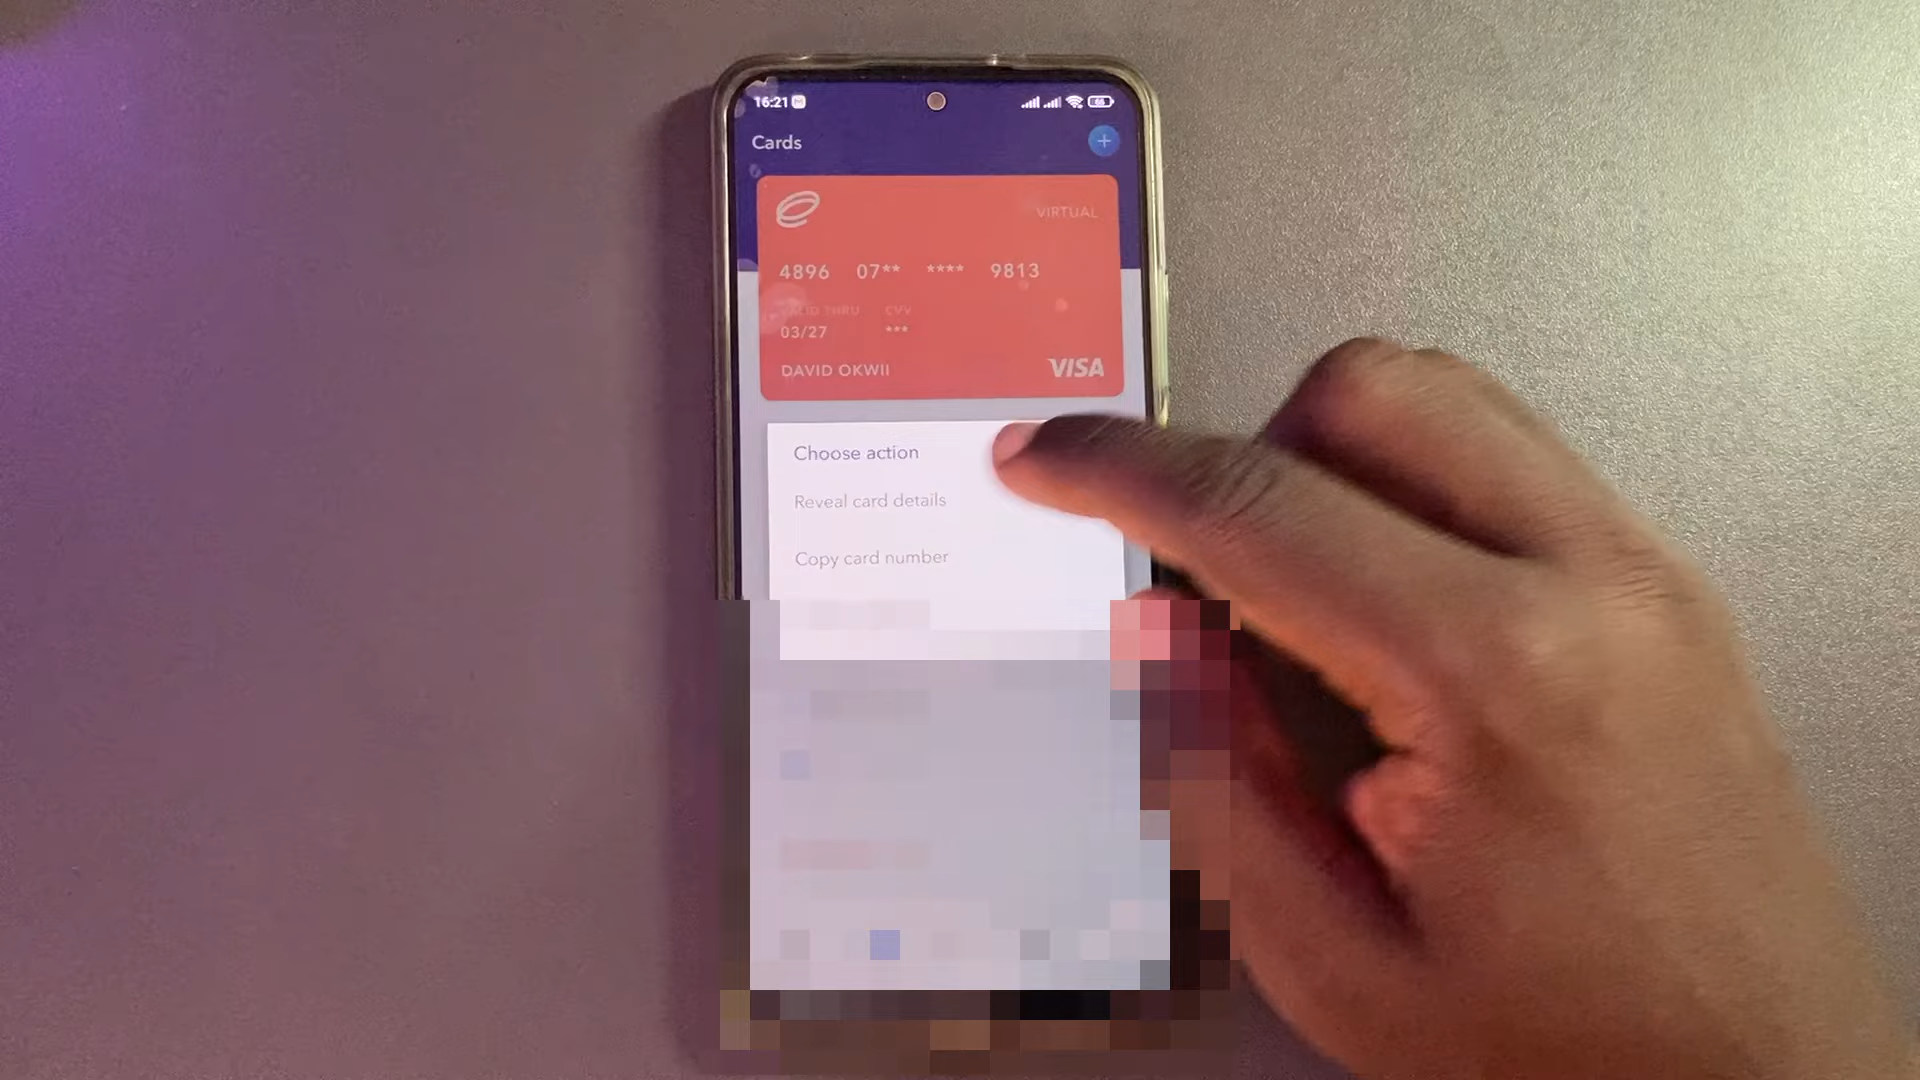 16:21 66
Cards
VIRTUAL
4896 07** **** 9813
VALID THRU CVV
03/27 ***
DAVID OKWII VISA
Choose action
Reveal card details
Copy card number